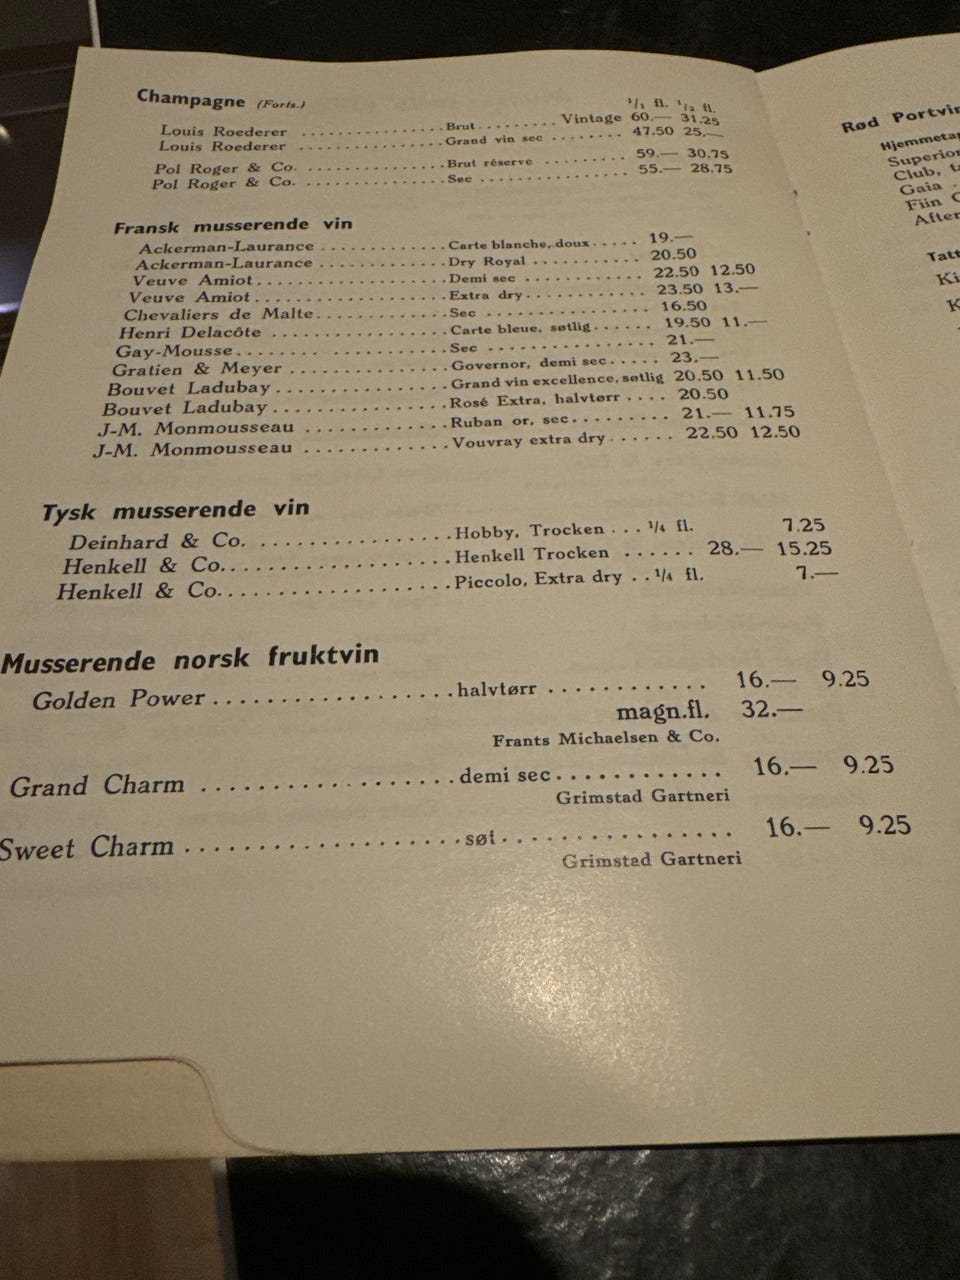 Champagne (Forts.) 1/1 fl. 1/2 fl.
Louis Roederer .................. Brut ......... Vintage 60.— 31.25
Louis Roederer .................. Grand vin sec ......... 47.50 25.—
Pol Roger & Co. .................. Brut réserve ......... 59.— 30.75
Pol Roger & Co. .................. Sec .................. 55.— 28.75
Fransk musserende vin
Ackerman-Laurance ............. Carte blanche, doux ..... 19.—
Ackerman-Laurance ............. Dry Royal ........... 20.50
Veuve Amiot .................... Demi sec ............ 22.50 12.50
Veuve Amiot .................... Extra dry ............ 23.50 13.—
Chevaliers de Malte ............. Sec .................. 16.50
Henri Delacôte .................. Carte bleue, søtlig ...... 19.50 11.—
Gay-Mousse ...................... Sec .................. 21.—
Gratien & Meyer ................ Governor, demi sec ..... 23.—
Bouvet Ladubay ................. Grand vin excellence, søtlig 20.50 11.50
Bouvet Ladubay ................. Rosé Extra, halvtørr .... 20.50
J-M. Monmousseau .............. Ruban or, sec ......... 21.— 11.75
J-M. Monmousseau .............. Vouvray extra dry ...... 22.50 12.50
Tysk musserende vin
Deinhard & Co. .................. Hobby, Trocken ... 1/4 fl. 7.25
Henkell & Co. .................... Henkell Trocken ...... 28.— 15.25
Henkell & Co. .................... Piccolo, Extra dry .. 1/4 fl. 7.—
Musserende norsk fruktvin
Golden Power .................. halvtørr ............ 16.— 9.25
magn.fl. 32.—
Frants Michaelsen & Co.
Grand Charm .................. demi sec ............ 16.— 9.25
Grimstad Gartneri
Sweet Charm .................. søt ................ 16.— 9.25
Grimstad Gartneri
Rød
Superior
Club,
Gaia
Fiin